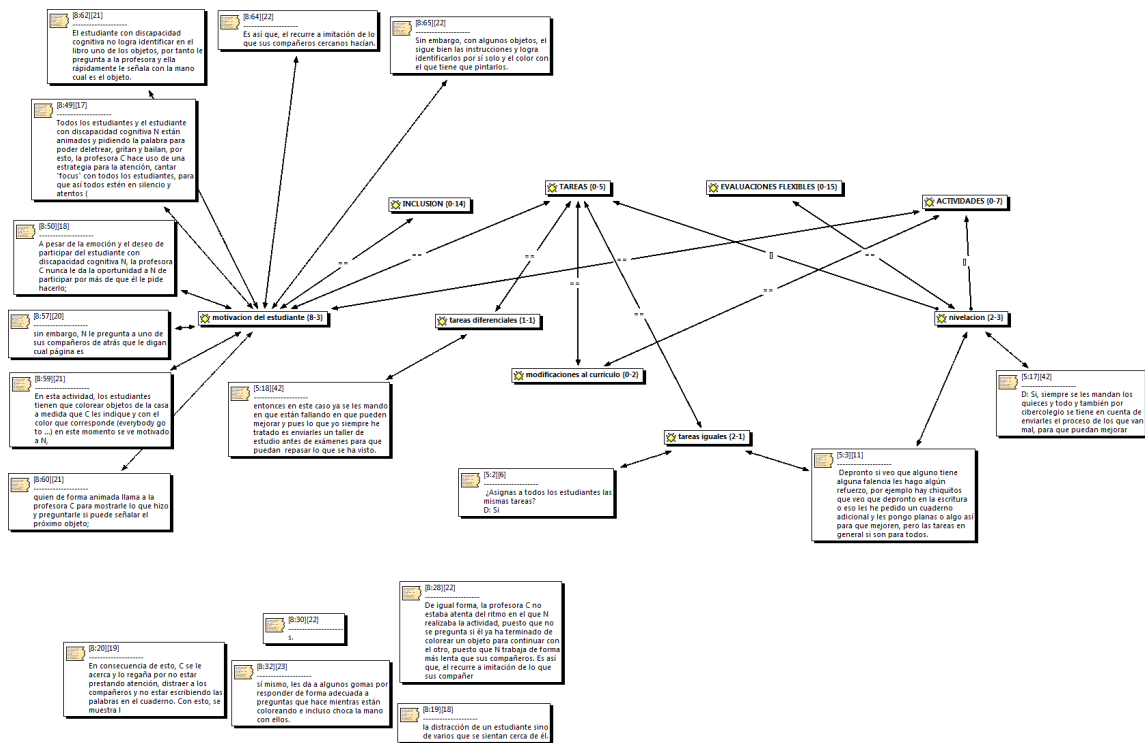 [8:62][21]
--------------------
El estudiante con discapacidad
cognitiva no logra identificar en el
libro uno de los objetos, por tanto le
pregunta a la profesora y ella
rápidamente le señala con la mano
cual es el objeto.
[8:64][22]
--------------------
Es así que, el recurre a imitación de lo
que sus compañeros cercanos hacían.
[8:65][22]
--------------------
Sin embargo, con algunos objetos, el
sigue bien las instrucciones y logra
identificarlos por sí solo y el color con
el que tiene que pintarlos.
[8:49][17]
--------------------
Todos los estudiantes y el estudiante
con discapacidad cognitiva N están
animados y pidiendo la palabra para
poder deletrear, gritan y bailan, por
esto, la profesora C hace uso de una
estrategia para la atención, cantar
¨focus¨ con todos los estudiantes, para
que así todos estén en silencio y
atentos (
TAREAS {0-5}
EVALUACIONES FLEXIBLES {0-15}
INCLUSION {0-14}
ACTIVIDADES {0-7}
[8:50][18]
--------------------
A pesar de la emoción y el deseo de
participar del estudiante con
discapacidad cognitiva N, la profesora
C nunca le da la oportunidad a N de
participar por más de que él le pide
hacerlo;
==
==
==
[]
==
[]
==
==
==
==
motivacion del estudiante {8-3}
tareas diferenciales {1-1}
nivelacion {2-3}
[8:57][20]
--------------------
sin embargo, N le pregunta a uno de
sus compañeros de atrás que le digan
cual página es
modificaciones al curriculo {0-2}
[8:59][21]
--------------------
En esta actividad, los estudiantes
tienen que colorear objetos de la casa
a medida que C les indique y con el
color que corresponde (everybody go
to ...) en este momento se ve motivado
a N,
[5:18][42]
--------------------
entonces en este caso ya se les mando
en que están fallando en que pueden
mejorar y pues lo que yo siempre he
tratado es enviarles un taller de
estudio antes de exámenes para que
puedan  repasar lo que se ha visto.
[5:17][42]
--------------------
D: Si, siempre se les mandan los
quieces y todo y también por
cibercolegio se tiene en cuenta de
enviarles el proceso de los que van
mal, para que puedan mejorar
tareas iguales {2-1}
[5:2][6]
--------------------
¿Asignas a todos los estudiantes las
mismas tareas?
D: Si
[5:3][11]
--------------------
Depronto si veo que alguno tiene
alguna falencia les hago algún
refuerzo, por ejemplo hay chiquitos
que veo que depronto en la escritura
o eso les he pedido un cuaderno
adicional y les pongo planas o algo así
para que mejoren, pero las tareas en
general si son para todos.
[8:60][21]
--------------------
quien de forma animada llama a la
profesora C para mostrarle lo que hizo
y preguntarle si puede señalar el
próximo objeto;
[8:28][22]
--------------------
De igual forma, la profesora C no
estaba atenta del ritmo en el que N
realizaba la actividad, puesto que no
se pregunta si él ya ha terminado de
colorear un objeto para continuar con
el otro, puesto que N trabaja de forma
más lenta que sus compañeros. Es así
que, el recurre a imitación de lo que
sus compañer
[8:30][22]
--------------------
s.
[8:20][19]
--------------------
En consecuencia de esto, C se le
acerca y lo regaña por no estar
prestando atención, distraer a los
compañeros y no estar escribiendo las
palabras en el cuaderno. Con esto, se
muestra l
[8:32][23]
--------------------
sí mismo, les da a algunos gomas por
responder de forma adecuada a
preguntas que hace mientras están
coloreando e incluso choca la mano
con ellos.
[8:19][18]
--------------------
la distracción de un estudiante sino
de varios que se sientan cerca de él.